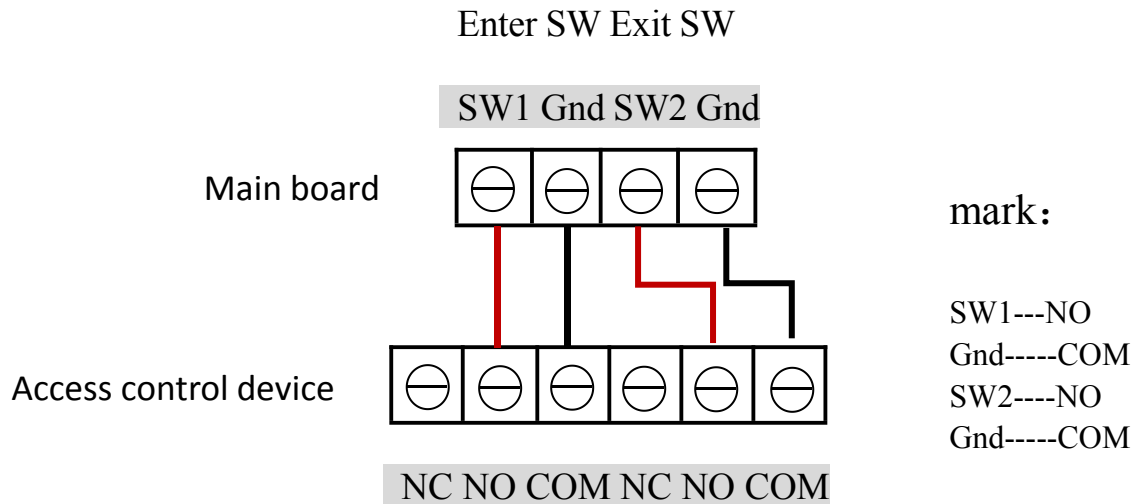 Enter SW Exit SW
SW1 Gnd SW2 Gnd
Main board
mark：
SW1---NO
Gnd-----COM
SW2----NO
Gnd-----COM
Access control device
NC NO COM NC NO COM